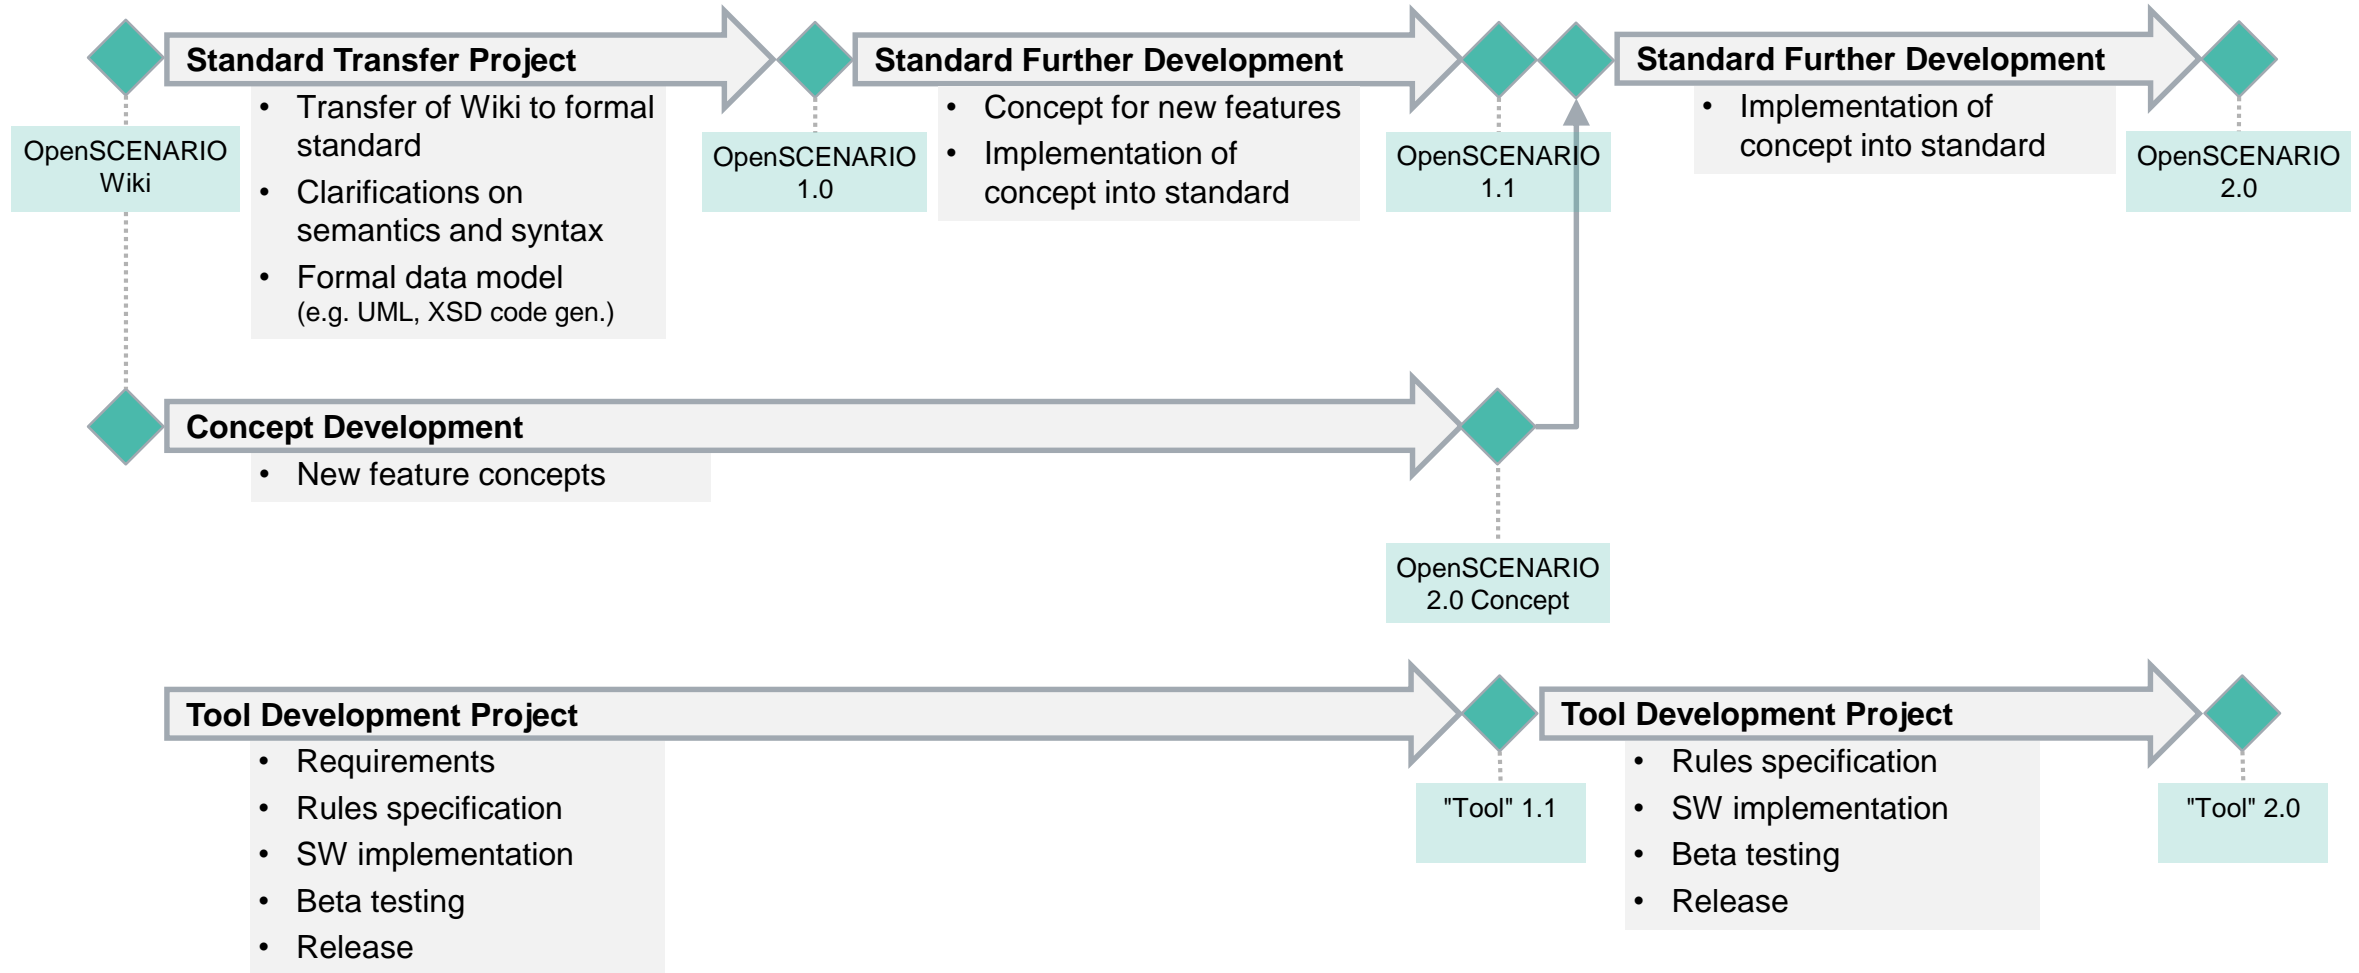 Standard Transfer Project
• Transfer of Wiki to formal
standard
• Clarifications on
semantics and syntax
• Formal data model
(e.g. UML, XSD code gen.)
OpenSCENARIO
Wiki
OpenSCENARIO
1.0
Standard Further Development
• Concept for new features
• Implementation of
concept into standard
OpenSCENARIO
1.1
Standard Further Development
• Implementation of
concept into standard
OpenSCENARIO
2.0
Concept Development
• New feature concepts
OpenSCENARIO
2.0 Concept
Tool Development Project
• Requirements
• Rules specification
• SW implementation
• Beta testing
• Release
"Tool" 1.1
Tool Development Project
• Rules specification
• SW implementation
• Beta testing
• Release
"Tool" 2.0